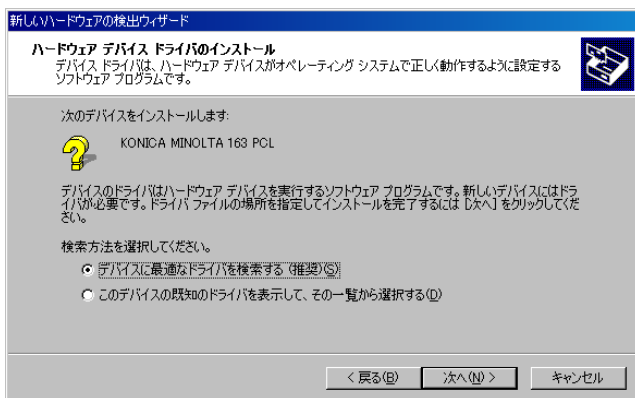 新しいハードウェアの検出ウィザード
ハードウェア デバイス ドライバのインストール
デバイス ドライバは、ハードウェア デバイスがオペレーティング システムで正しく動作するように設定する
ソフトウェア プログラムです。
次のデバイスをインストールします:
KONICA MINOLTA 163 PCL
デバイスのドライバはハードウェア デバイスを実行するソフトウェア プログラムです。新しいデバイスにはドラ
イバが必要です。ドライバ ファイルの場所を指定してインストールを完了するには [次へ] をクリックしてくだ
さい。
検索方法を選択してください。
デバイスに最適なドライバを検索する (推奨)(S)
このデバイスの既知のドライバを表示して、その一覧から選択する(D)
< 戻る(B) 次へ(N) > キャンセル